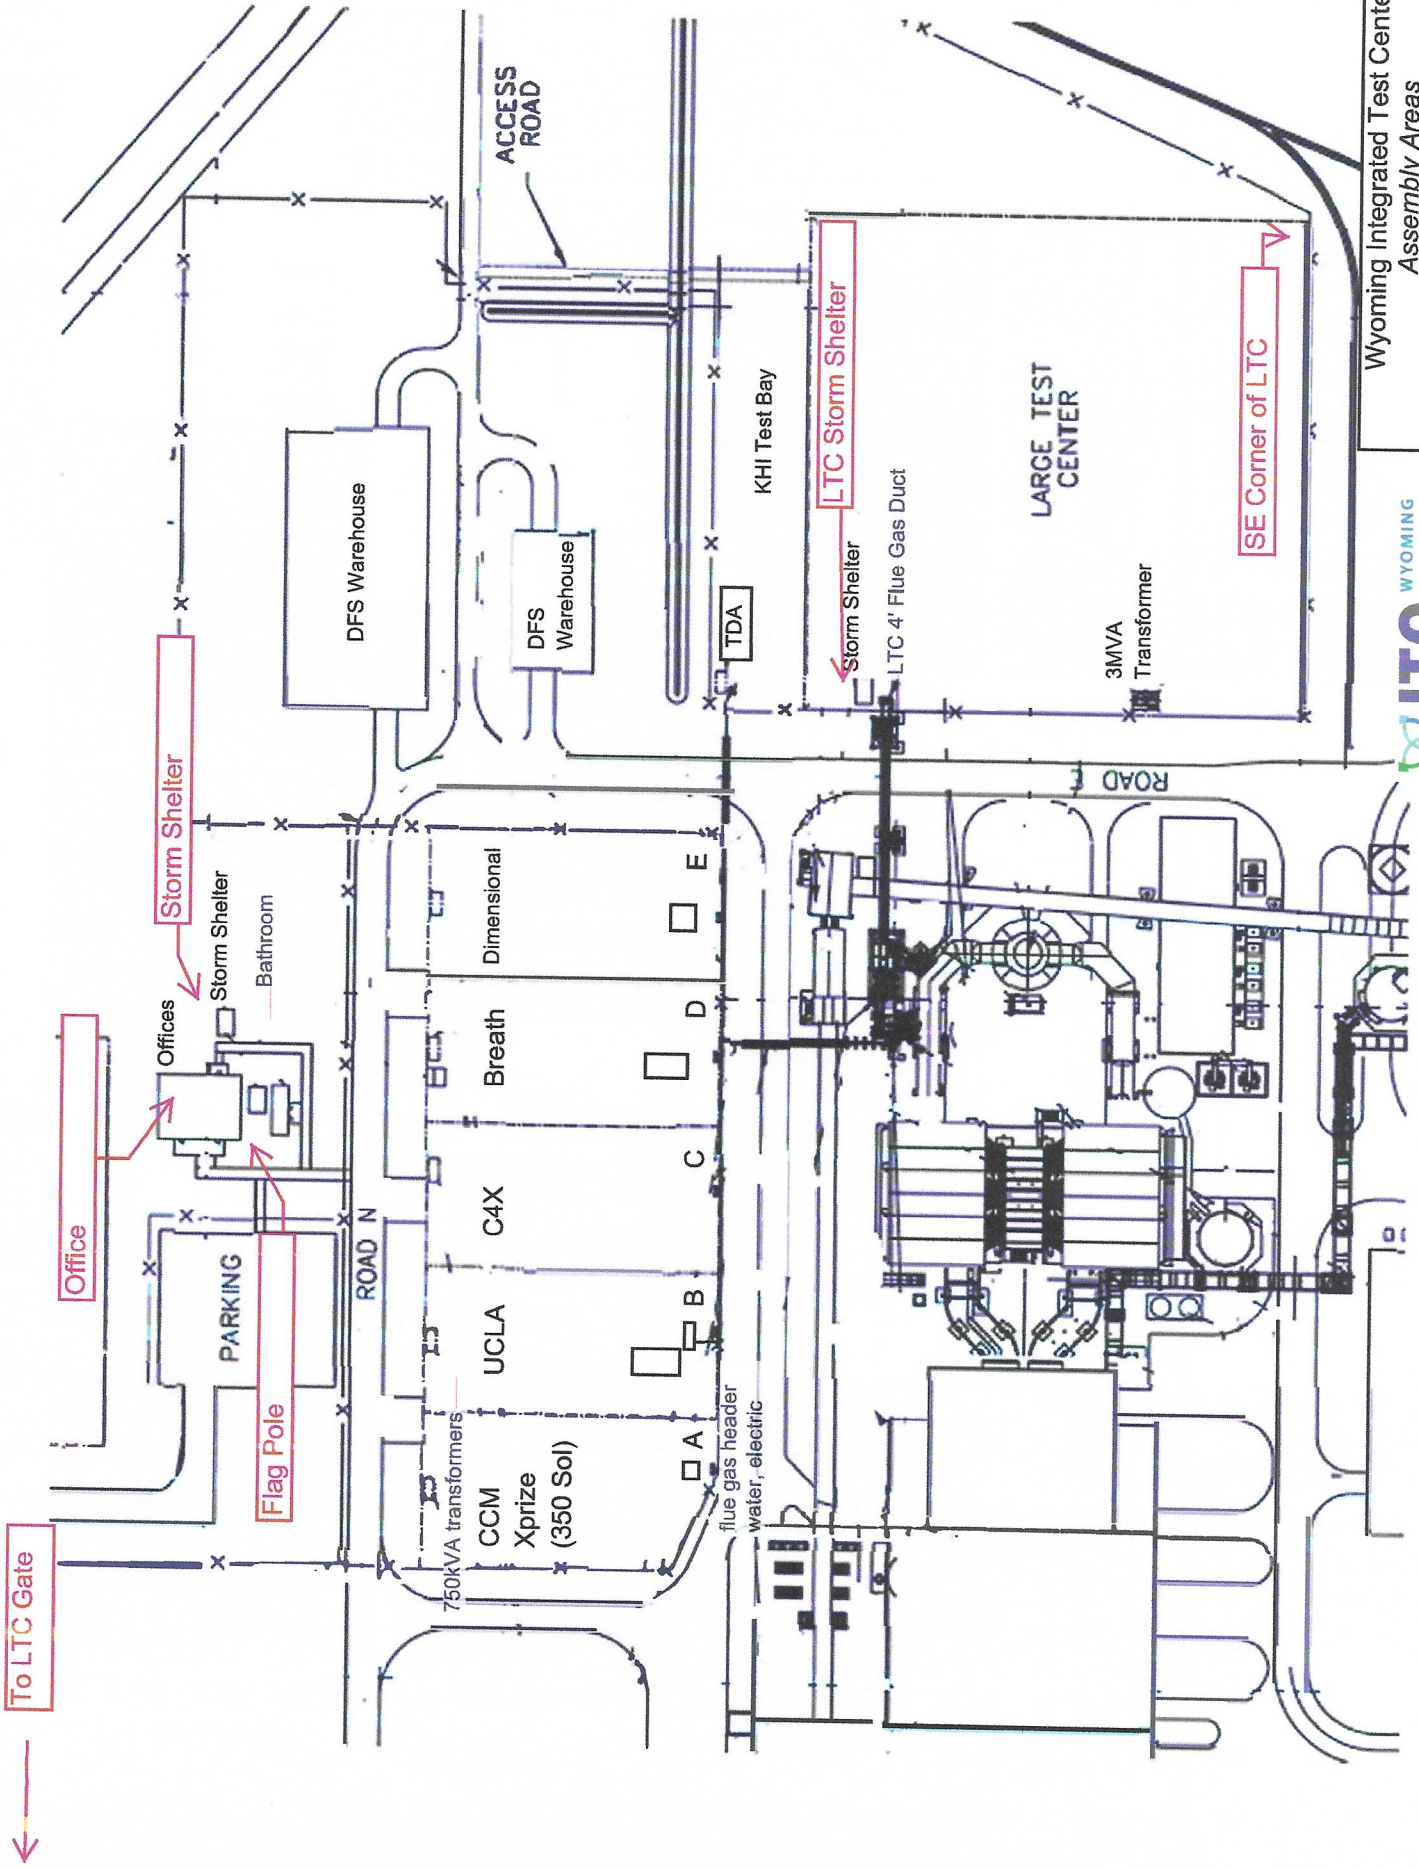 To LTC Gate
Office
Flag Pole
Storm Shelter
LTC Storm Shelter
SE Corner of LTC
PARKING
Offices
Storm Shelter
Bathroom
ROAD N
DFS Warehouse
DFS
Warehouse
ACCESS
ROAD
750kVA transformers
CCM
Xprize
(350 Sol)
UCLA
C4X
Breath
Dimensional
A
B
C
D
E
flue gas header
water, electric
TDA
KHI Test Bay
Storm Shelter
LTC 4' Flue Gas Duct
LARGE TEST
CENTER
3MVA
Transformer
ROAD E
Wyoming Integrated Test Cente
Assembly Areas
ITC WYOMING